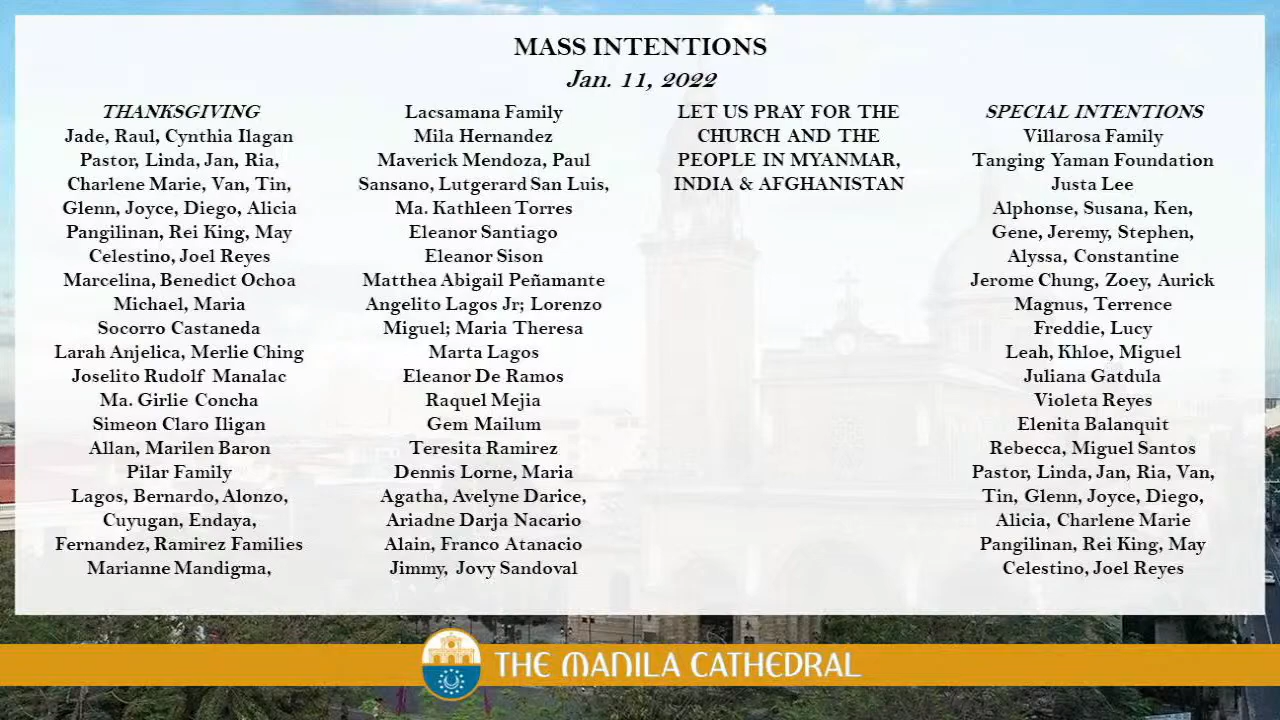 MASS INTENTIONS
Jan. 11, 2022
THANKSGIVING
Jade, Raul, Cynthia Ilagan
Pastor, Linda, Jan, Ria,
Charlene Marie, Van, Tin,
Glenn, Joyce, Diego, Alicia
Pangilinan, Rei King, May
Celestino, Joel Reyes
Marcelina, Benedict Ochoa
Michael, Maria
Socorro Castaneda
Larah Anjelica, Merlie Ching
Joselito Rudolf Manalac
Ma. Girlie Concha
Simeon Claro Iligan
Allan, Marilen Baron
Pilar Family
Lagos, Bernardo, Alonzo,
Cuyugan, Endaya,
Fernandez, Ramirez Families
Marianne Mandigma,
Lacsamana Family
Mila Hernandez
Maverick Mendoza, Paul
Sansano, Lutgerard San Luis,
Ma. Kathleen Torres
Eleanor Santiago
Eleanor Sison
Matthea Abigail Peñamante
Angelito Lagos Jr; Lorenzo
Miguel; Maria Theresa
Marta Lagos
Eleanor De Ramos
Raquel Mejia
Gem Mailum
Teresita Ramirez
Dennis Lorne, Maria
Agatha, Avelyne Darice,
Ariadne Darja Nacario
Alain, Franco Atanacio
Jimmy, Jovy Sandoval
LET US PRAY FOR THE
CHURCH AND THE
PEOPLE IN MYANMAR,
INDIA & AFGHANISTAN
SPECIAL INTENTIONS
Villarosa Family
Tanging Yaman Foundation
Justa Lee
Alphonse, Susana, Ken,
Gene, Jeremy, Stephen,
Alyssa, Constantine
Jerome Chung, Zoey, Aurick
Magnus, Terrence
Freddie, Lucy
Leah, Khloe, Miguel
Juliana Gatdula
Violeta Reyes
Elenita Balanquit
Rebecca, Miguel Santos
Pastor, Linda, Jan, Ria, Van,
Tin, Glenn, Joyce, Diego,
Alicia, Charlene Marie
Pangilinan, Rei King, May
Celestino, Joel Reyes
THE MANILA CATHEDRAL